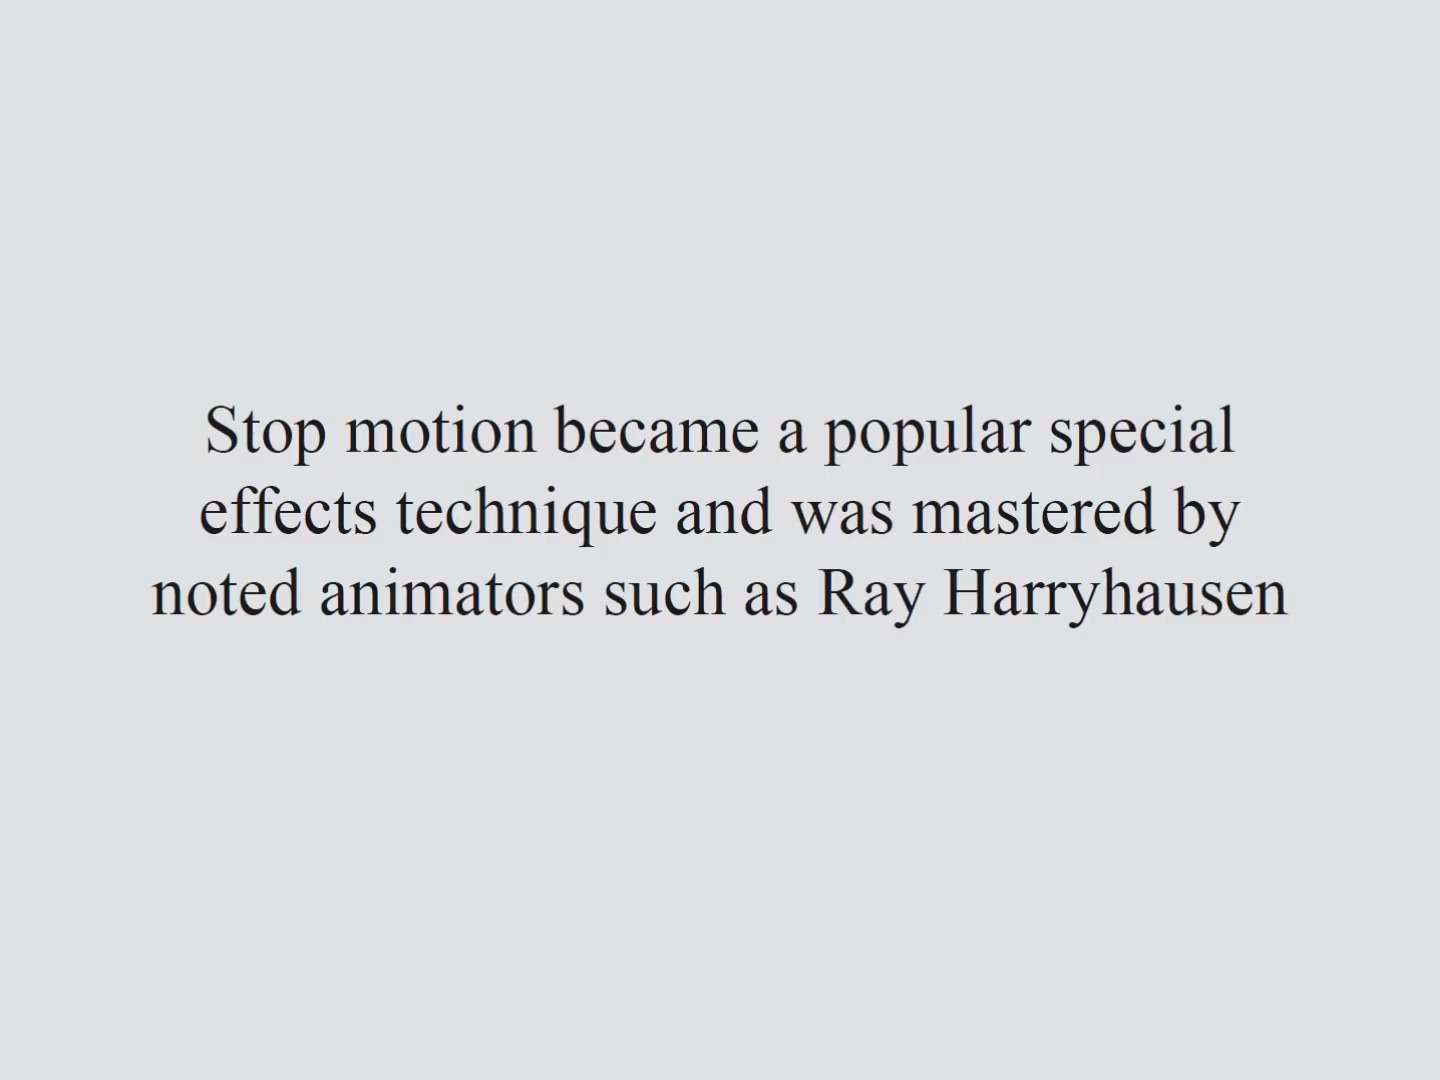 Stop motion became a popular special
effects technique and was mastered by
noted animators such as Ray Harryhausen